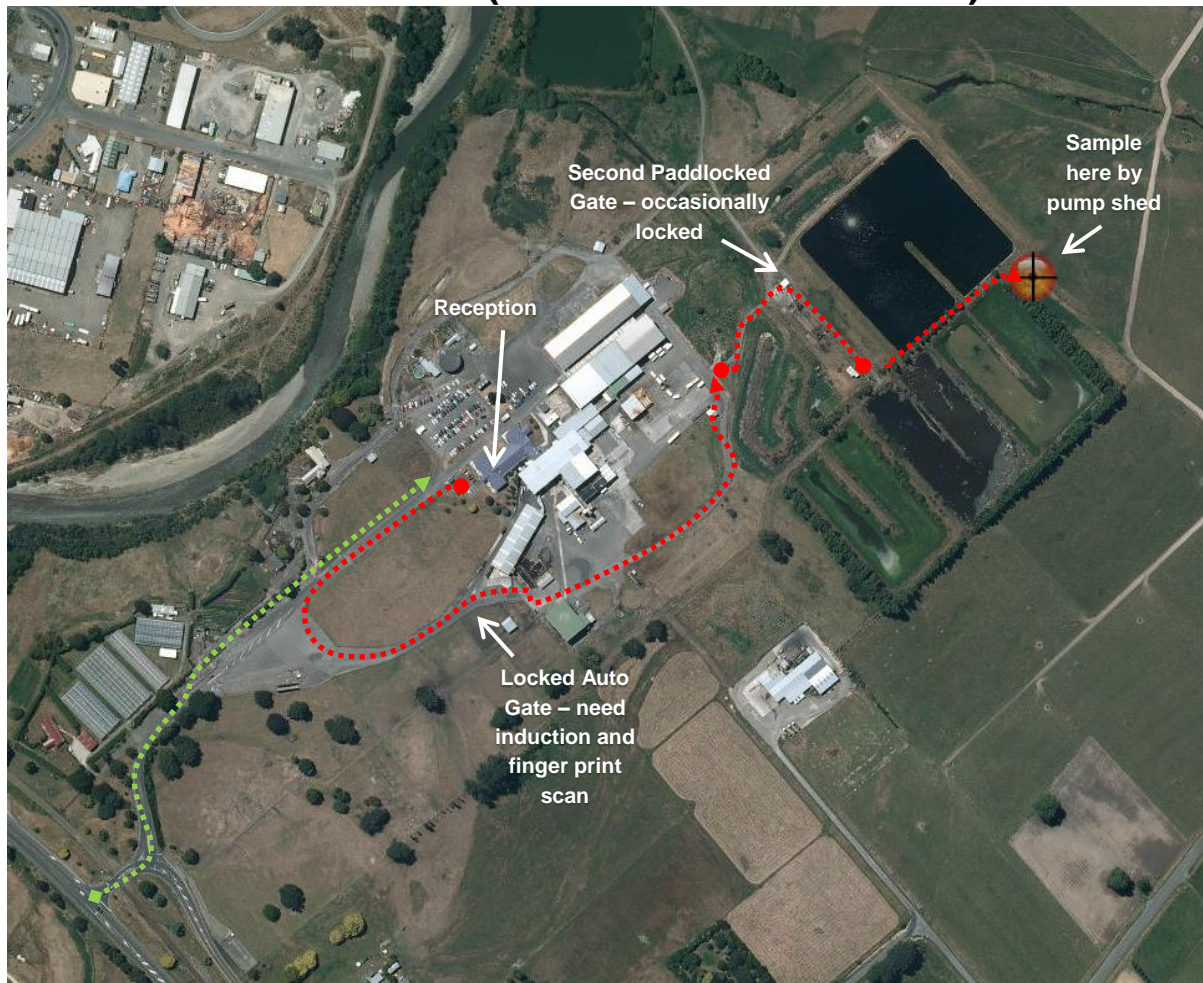 Second Paddlocked
Gate – occasionally
locked
Sample
here by
pump shed
Reception
Locked Auto
Gate – need
induction and
finger print
scan